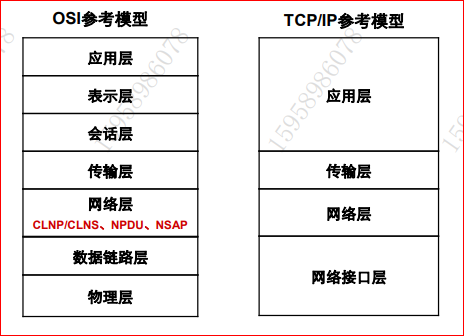 OSI参考模型
应用层
表示层
会话层
传输层
网络层
CLNP/CLNS、NPDU、NSAP
数据链路层
物理层
TCP/IP参考模型
应用层
传输层
网络层
网络接口层
15958986078
15958986078